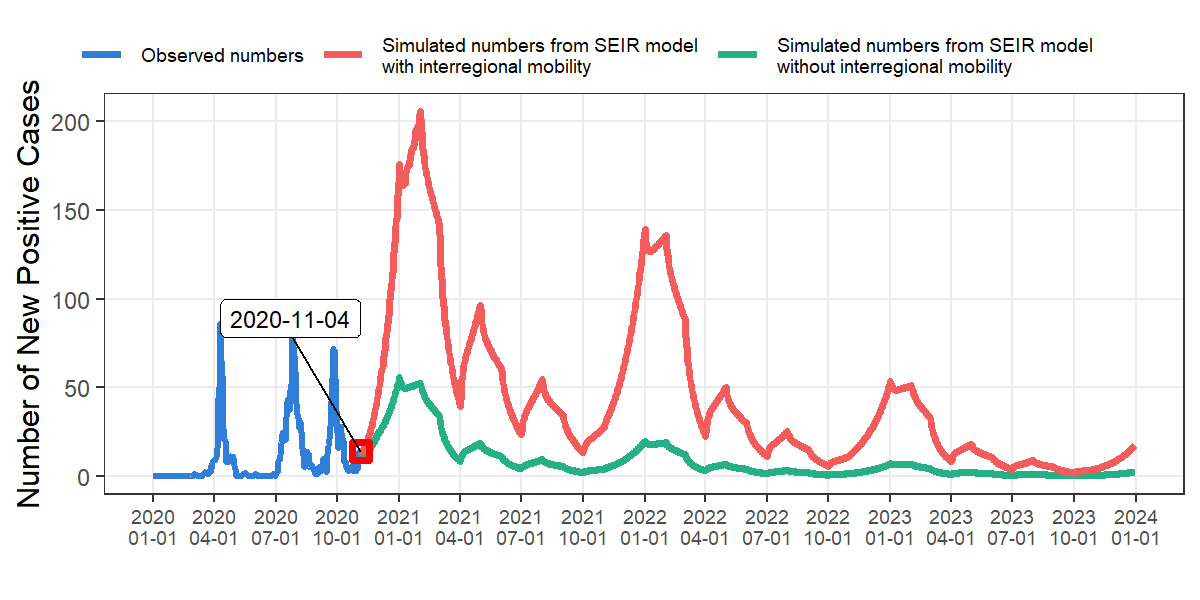 Observed numbers
Simulated numbers from SEIR model
with interregional mobility
Simulated numbers from SEIR model
without interregional mobility
Number of New Positive Cases
200
150
100
50
0
2020-11-04
2020 2020 2020 2020 2021 2021 2021 2021 2022 2022 2022 2022 2023 2023 2023 2023 2024
01-01 04-01 07-01 10-01 01-01 04-01 07-01 10-01 01-01 04-01 07-01 10-01 01-01 04-01 07-01 10-01 01-01